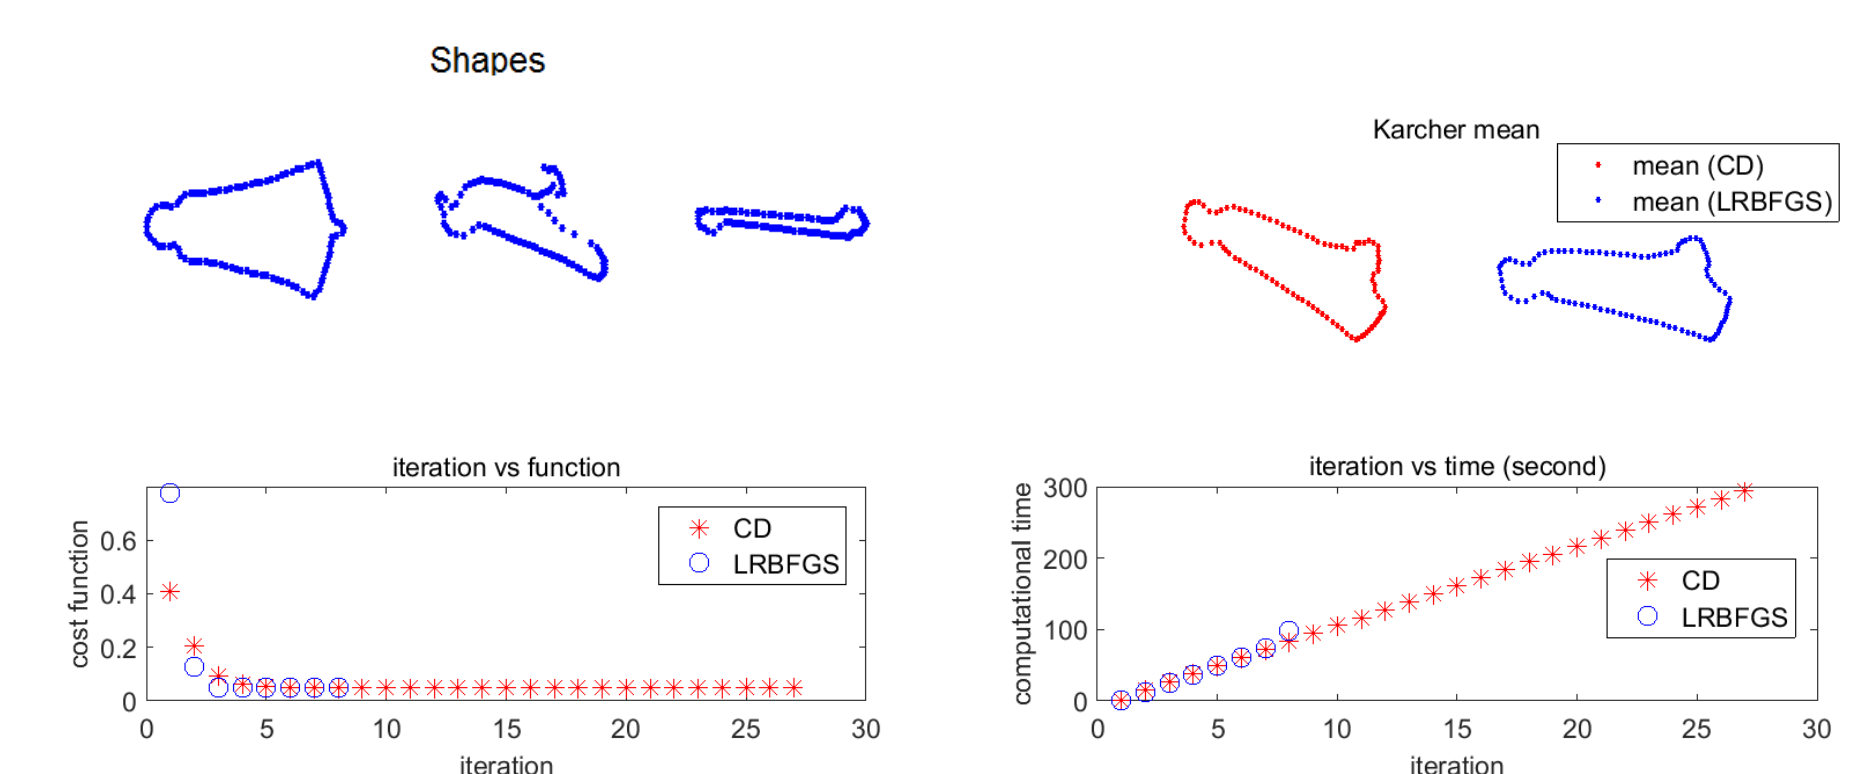 Shapes
Karcher mean
mean (CD)
mean (LRBFGS)
iteration vs function
cost function
0.6
0.4
0.2
0
CD
LRBFGS
0 5 10 15 20 25 30
iteration
iteration vs time (second)
computational time
300
200
100
0
CD
LRBFGS
0 5 10 15 20 25 30
iteration